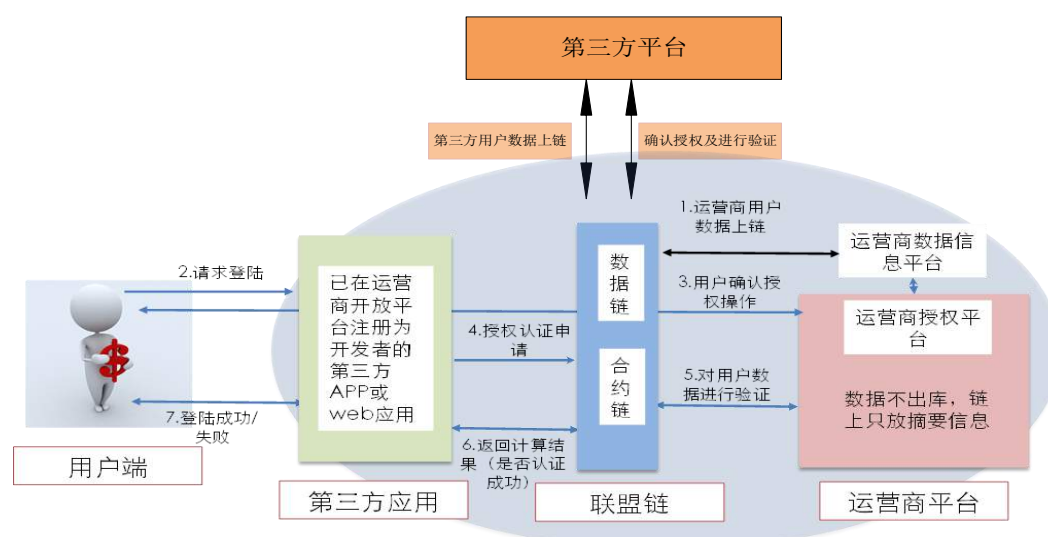 第三方平台
第三方用户数据上链
确认授权及进行验证
1.运营商用户
数据上链
运营商数据信
息平台
2.请求登陆
已在运营
商开放平
台注册为
开发者的
第三方
APP或
web应用
数
据
链
3.用户确认授
权操作
运营商授权平
台
4.授权认证申
请
合
约
链
5.对用户数
据进行验证
数据不出库，链
上只放摘要信息
7.登陆成功/
失败
6.返回计算结
果（是否认证
成功）
用户端
第三方应用
联盟链
运营商平台